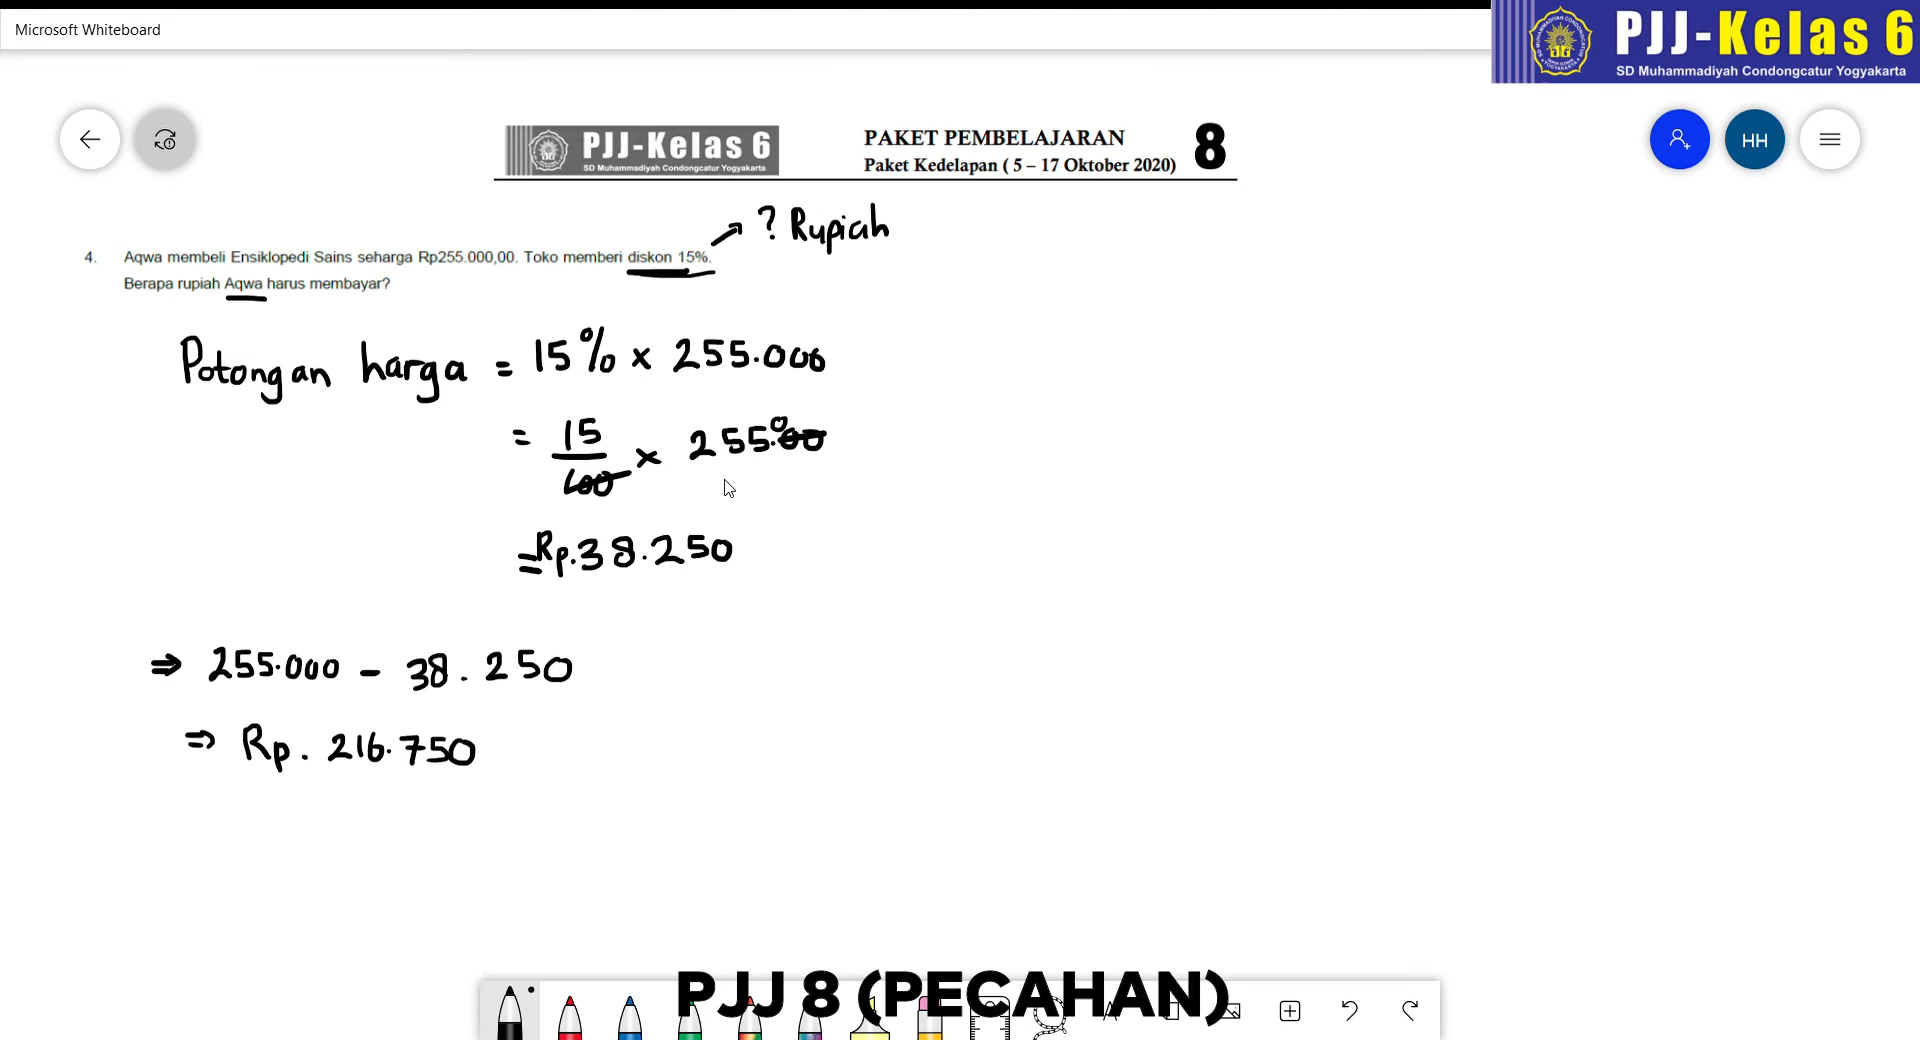 Microsoft Whiteboard
PJJ-Kelas 6
SD Muhammadiyah Condongcatur Yogyakarta
HH
PJJ-Kelas 6
SD Muhammadiyah Condongcatur Yogyakarta
PAKET PEMBELAJARAN
Paket Kedelapan ( 5 – 17 Oktober 2020)
8
? Rupiah
4. Aqwa membeli Ensiklopedi Sains seharga Rp255.000,00. Toko memberi diskon 15%.
Berapa rupiah Aqwa harus membayar?
Potongan harga = 15% x 255.000
= 15/100 x 255.000
= Rp.38.250
⇒ 255.000 - 38.250
⇒ Rp. 216.750
PJJ 8 (PECAHAN)